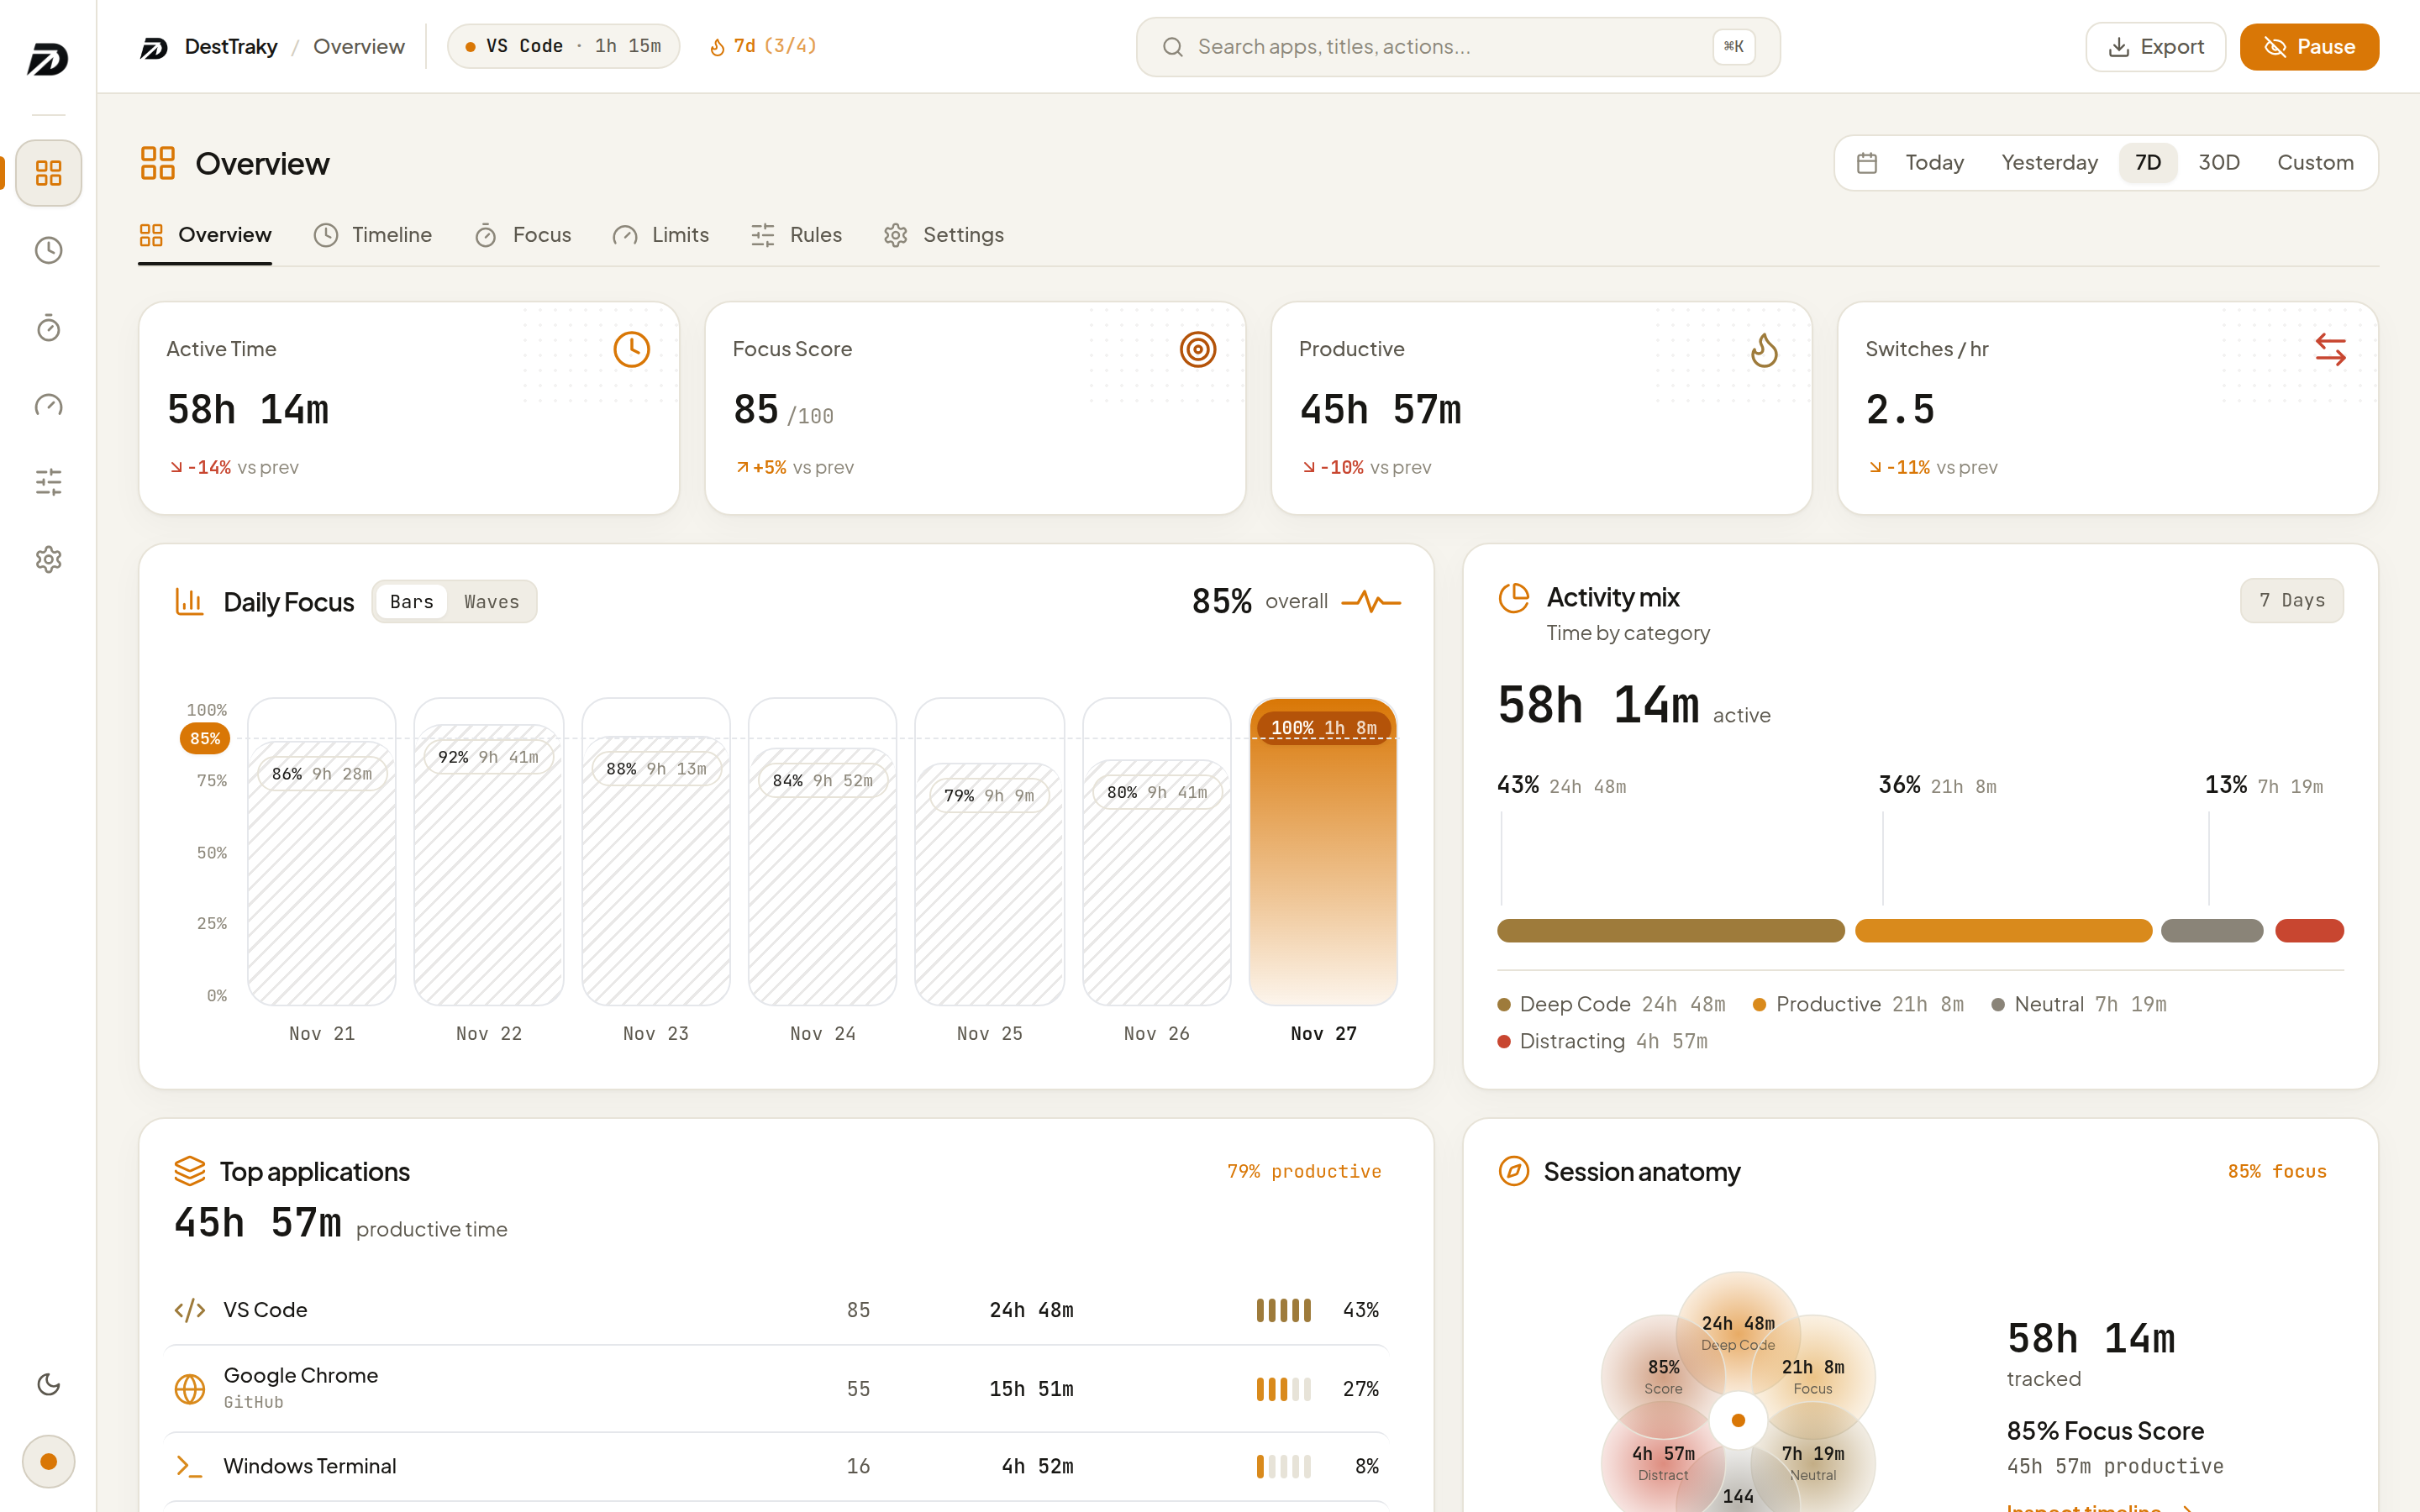 DestTraky / Overview
VS Code · 1h 15m
7d (3/4)
Search apps, titles, actions...
⌘K
Export
Pause
Overview
Today Yesterday 7D 30D Custom
Overview Timeline Focus Limits Rules Settings
Active Time
58h 14m
-14% vs prev
Focus Score
85 /100
+5% vs prev
Productive
45h 57m
-10% vs prev
Switches / hr
2.5
-11% vs prev
Daily Focus
Bars Waves
85% overall
100%
85%
75%
50%
25%
0%
86% 9h 28m
92% 9h 41m
88% 9h 13m
84% 9h 52m
79% 9h 9m
80% 9h 41m
100% 1h 8m
Nov 21 Nov 22 Nov 23 Nov 24 Nov 25 Nov 26 Nov 27
Activity mix
Time by category
7 Days
58h 14m active
43% 24h 48m
36% 21h 8m
13% 7h 19m
Deep Code 24h 48m Productive 21h 8m Neutral 7h 19m
Distracting 4h 57m
Top applications
79% productive
45h 57m productive time
VS Code 85 24h 48m 43%
Google Chrome 55 15h 51m 27%
GitHub
Windows Terminal 16 4h 52m 8%
Session anatomy
85% focus
24h 48m
Deep Code
85%
Score
21h 8m
Focus
4h 57m
Distract
7h 19m
Neutral
144
58h 14m
tracked
85% Focus Score
45h 57m productive
Inspect timeline